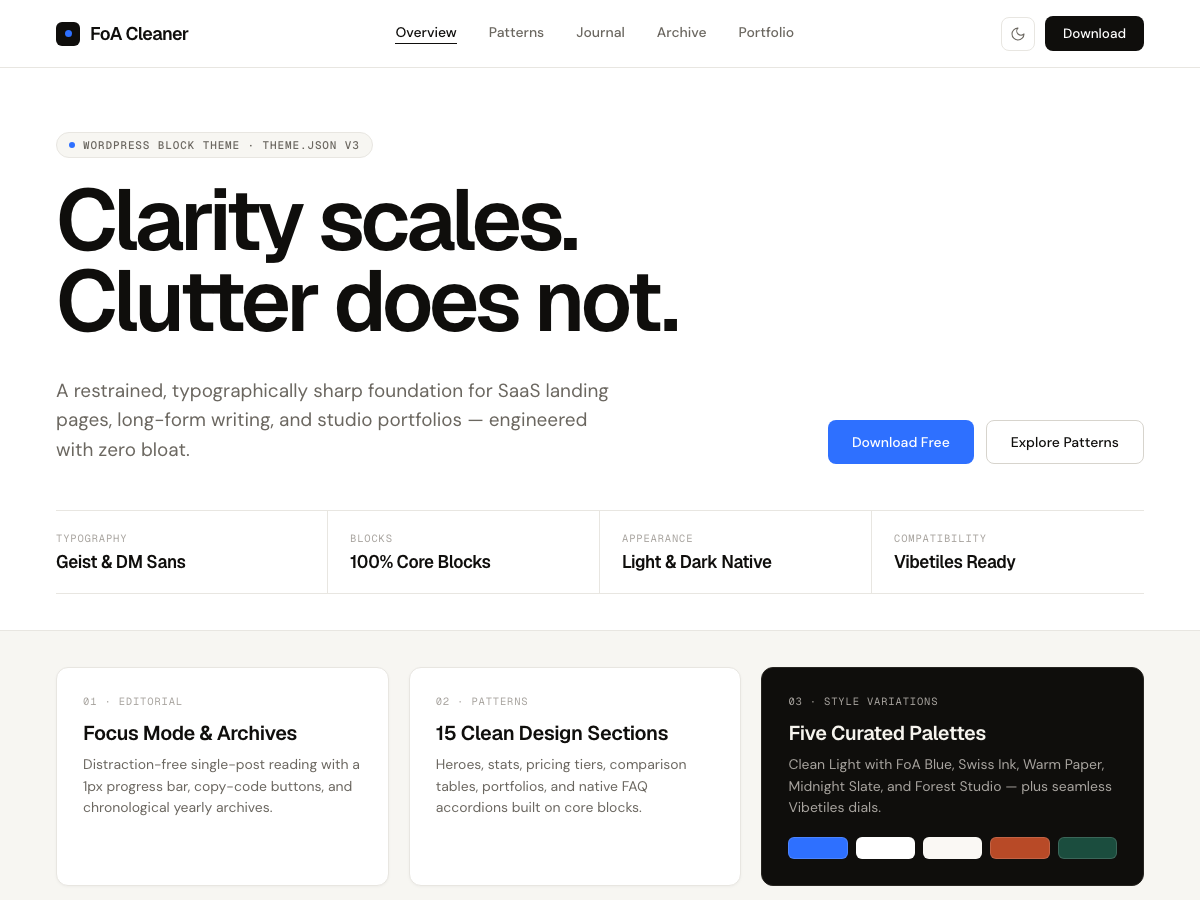 FoA Cleaner
Overview
Patterns
Journal
Archive
Portfolio
Download
WORDPRESS BLOCK THEME · THEME.JSON V3
Clarity scales.
Clutter does not.
A restrained, typographically sharp foundation for SaaS landing
pages, long-form writing, and studio portfolios — engineered
with zero bloat.
Download Free
Explore Patterns
TYPOGRAPHY
Geist & DM Sans
BLOCKS
100% Core Blocks
APPEARANCE
Light & Dark Native
COMPATIBILITY
Vibetiles Ready
01 · EDITORIAL
Focus Mode & Archives
Distraction-free single-post reading with a
1px progress bar, copy-code buttons, and
chronological yearly archives.
02 · PATTERNS
15 Clean Design Sections
Heroes, stats, pricing tiers, comparison
tables, portfolios, and native FAQ
accordions built on core blocks.
03 · STYLE VARIATIONS
Five Curated Palettes
Clean Light with FoA Blue, Swiss Ink, Warm Paper,
Midnight Slate, and Forest Studio — plus seamless
Vibetiles dials.